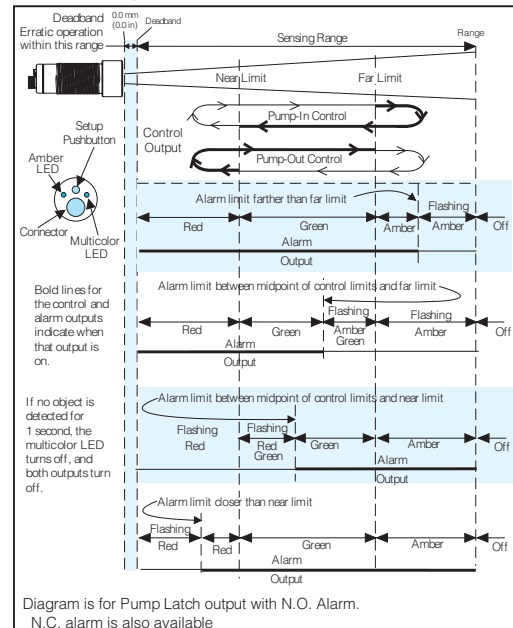 Deadband
Erratic operation
within this range
0.0 mm
(0.0 in)
Deadband
Sensing Range
Range
Near Limit
Far Limit
Setup
Pushbutton
Amber
LED
Connector
Multicolor
LED
Control
Output
Pump-In Control
Pump-Out Control
Alarm limit farther than far limit
Red
Green
Amber
Flashing
Amber
Off
Alarm
Output
Bold lines for
the control and
alarm outputs
indicate when
that output is
on.
Alarm limit between midpoint of control limits and far limit
Red
Green
Flashing
Amber
Green
Flashing
Amber
Off
Alarm
Output
If no object is
detected for
1 second, the
multicolor LED
turns off, and
both outputs turn
off.
Alarm limit between midpoint of control limits and near limit
Flashing
Red
Flashing
Red
Green
Green
Amber
Off
Alarm
Output
Alarm limit closer than near limit
Flashing
Red
Red
Green
Amber
Off
Alarm
Output
Diagram is for Pump Latch output with N.O. Alarm.
N.C. alarm is also available